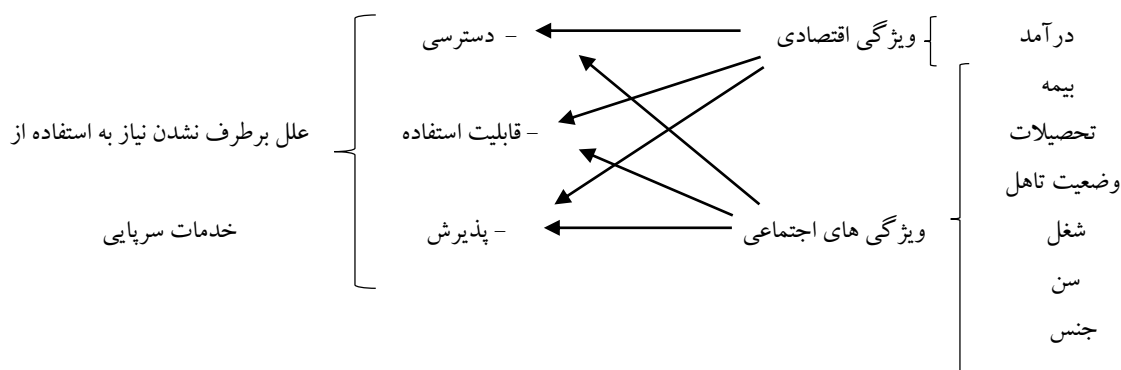 درآمد
ویژگی اقتصادی
- دسترسی
بیمه
تحصیلات
- قابلیت استفاده
علل برطرف نشدن نیاز به استفاده از
وضعیت تاهل
شغل
ویژگی های اجتماعی
- پذیرش
خدمات سرپایی
سن
جنس